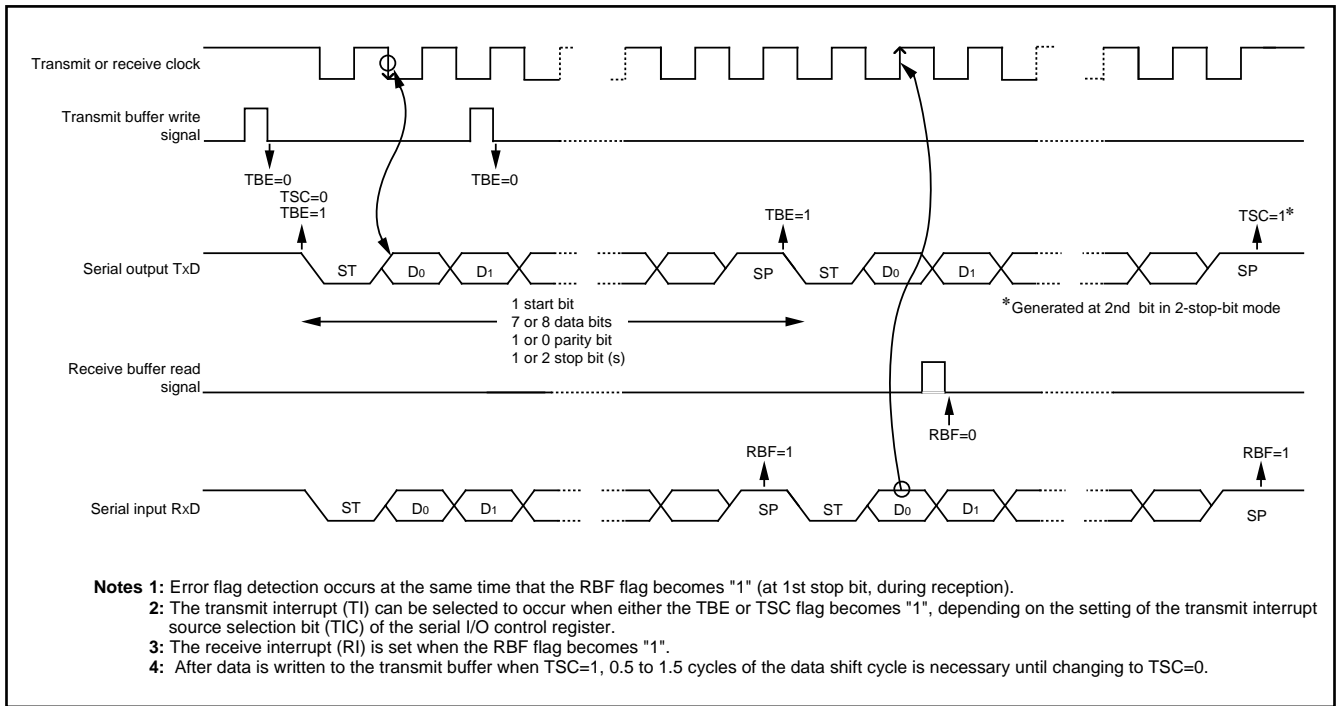 Transmit or receive clock
Transmit buffer write
signal
TBE=0
TSC=0
TBE=1
TBE=0
TBE=1
TSC=1*
Serial output TxD
ST
D0
D1
SP
ST
D0
D1
SP
1 start bit
7 or 8 data bits
1 or 0 parity bit
1 or 2 stop bit (s)
*Generated at 2nd bit in 2-stop-bit mode
Receive buffer read
signal
RBF=0
RBF=1
RBF=1
Serial input RxD
ST
D0
D1
SP
ST
D0
D1
SP
Notes 1: Error flag detection occurs at the same time that the RBF flag becomes "1" (at 1st stop bit, during reception).
2: The transmit interrupt (TI) can be selected to occur when either the TBE or TSC flag becomes "1", depending on the setting of the transmit interrupt
source selection bit (TIC) of the serial I/O control register.
3: The receive interrupt (RI) is set when the RBF flag becomes "1".
4: After data is written to the transmit buffer when TSC=1, 0.5 to 1.5 cycles of the data shift cycle is necessary until changing to TSC=0.